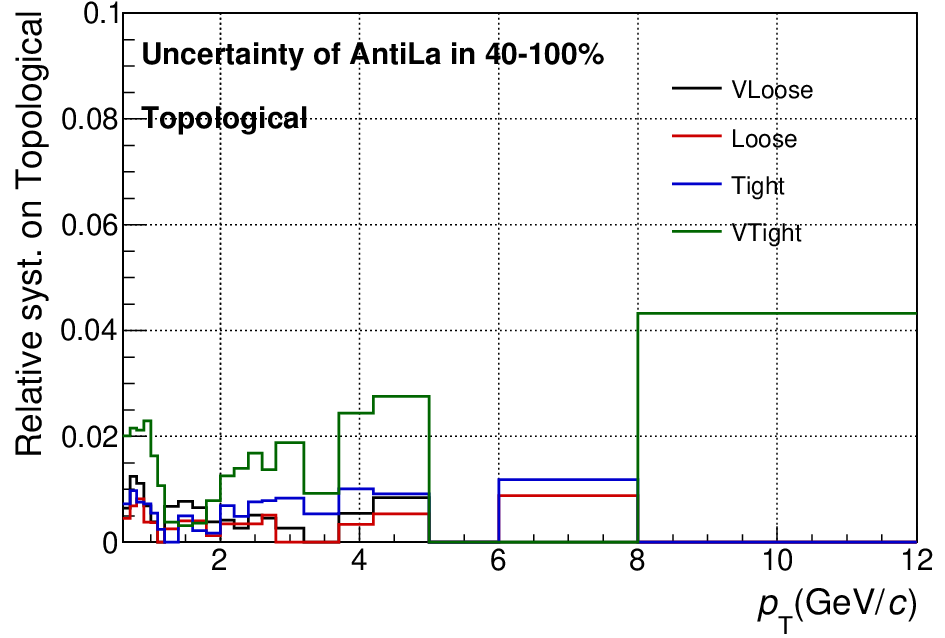 Uncertainty of AntiLa in 40-100%
Topological
VLoose
Loose
Tight
VTight
Relative syst. on Topological
0.1
0.08
0.06
0.04
0.02
0
2
4
6
8
10
12
p_T(GeV/c)